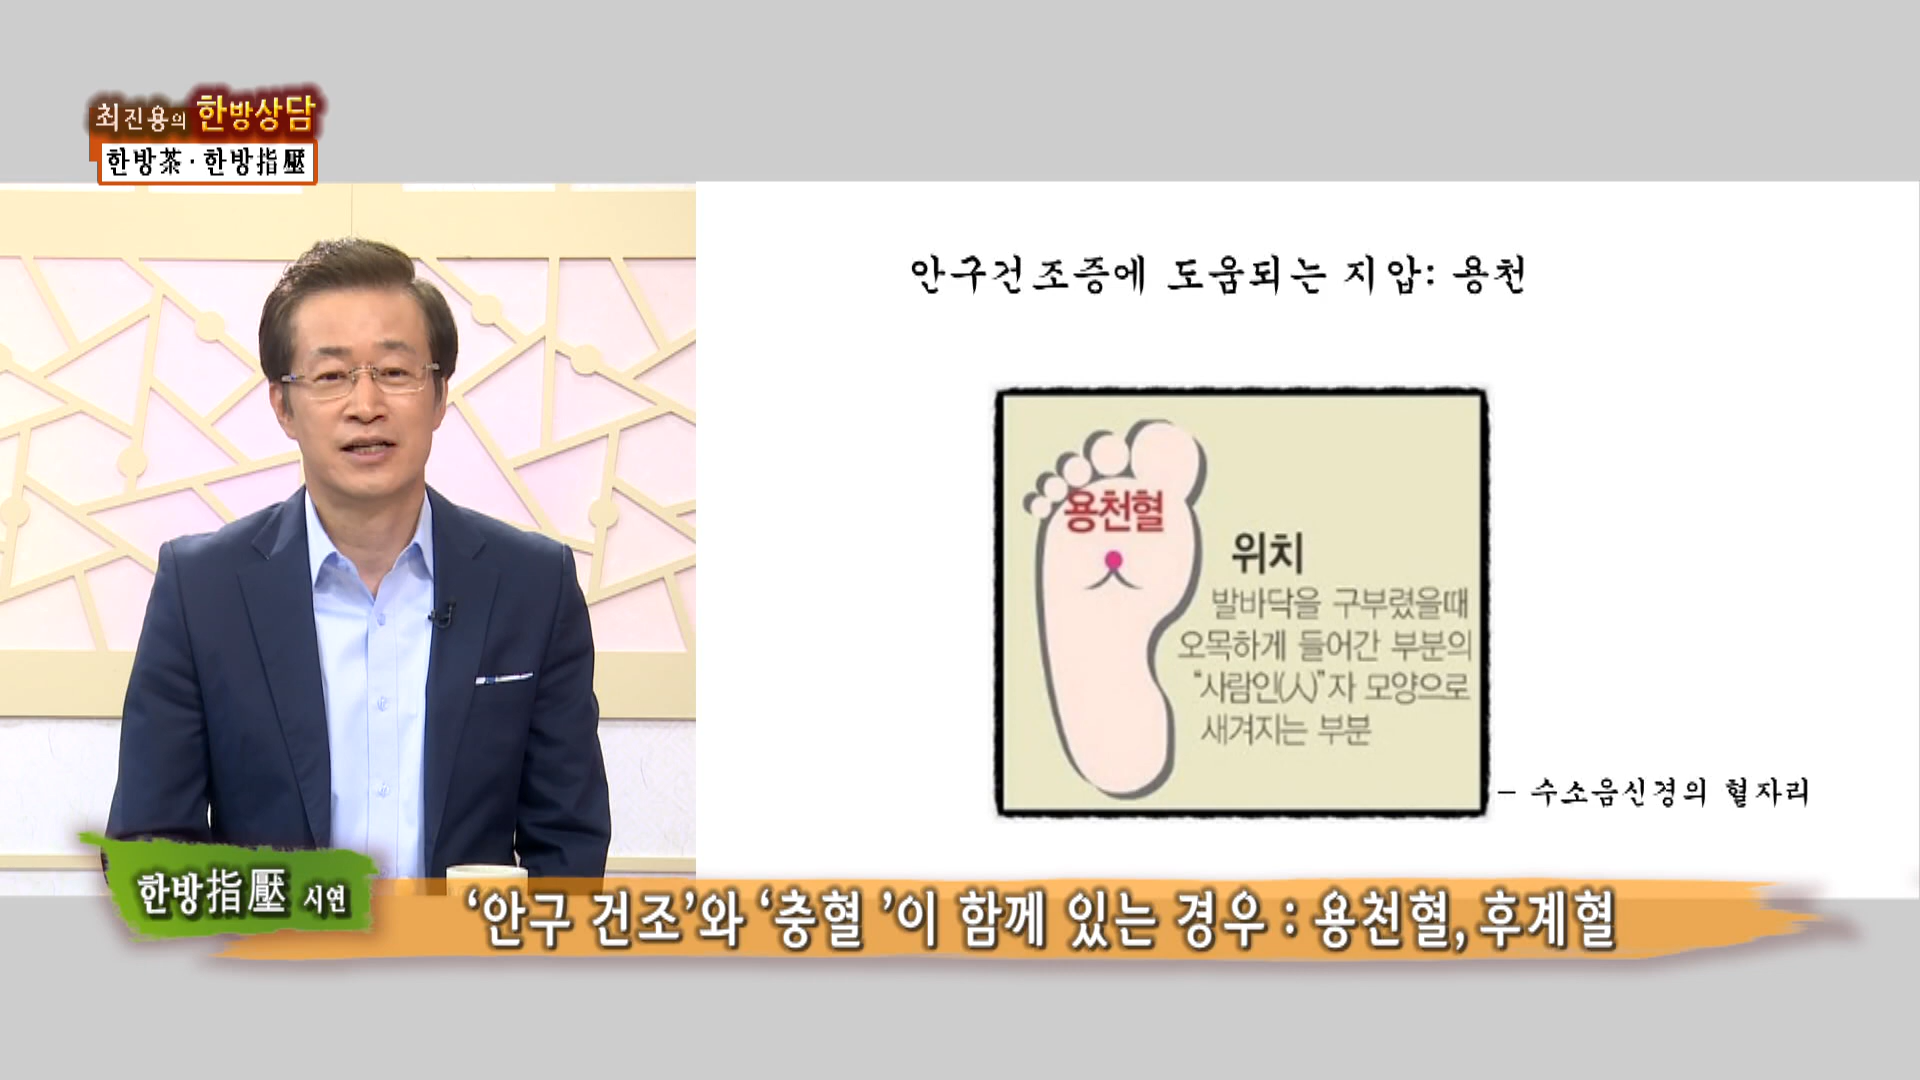 최진용의 한방상담
한방茶·한방指壓
안구건조증에 도움되는 지압: 용천
용천혈
위치
발바닥을 구부렸을때
오목하게 들어간 부분의
“사람인(人)”자 모양으로
새겨지는 부분
- 수소음신경의 혈자리
한방指壓 시연
‘안구 건조’와 ‘충혈 ’이 함께 있는 경우 : 용천혈, 후계혈